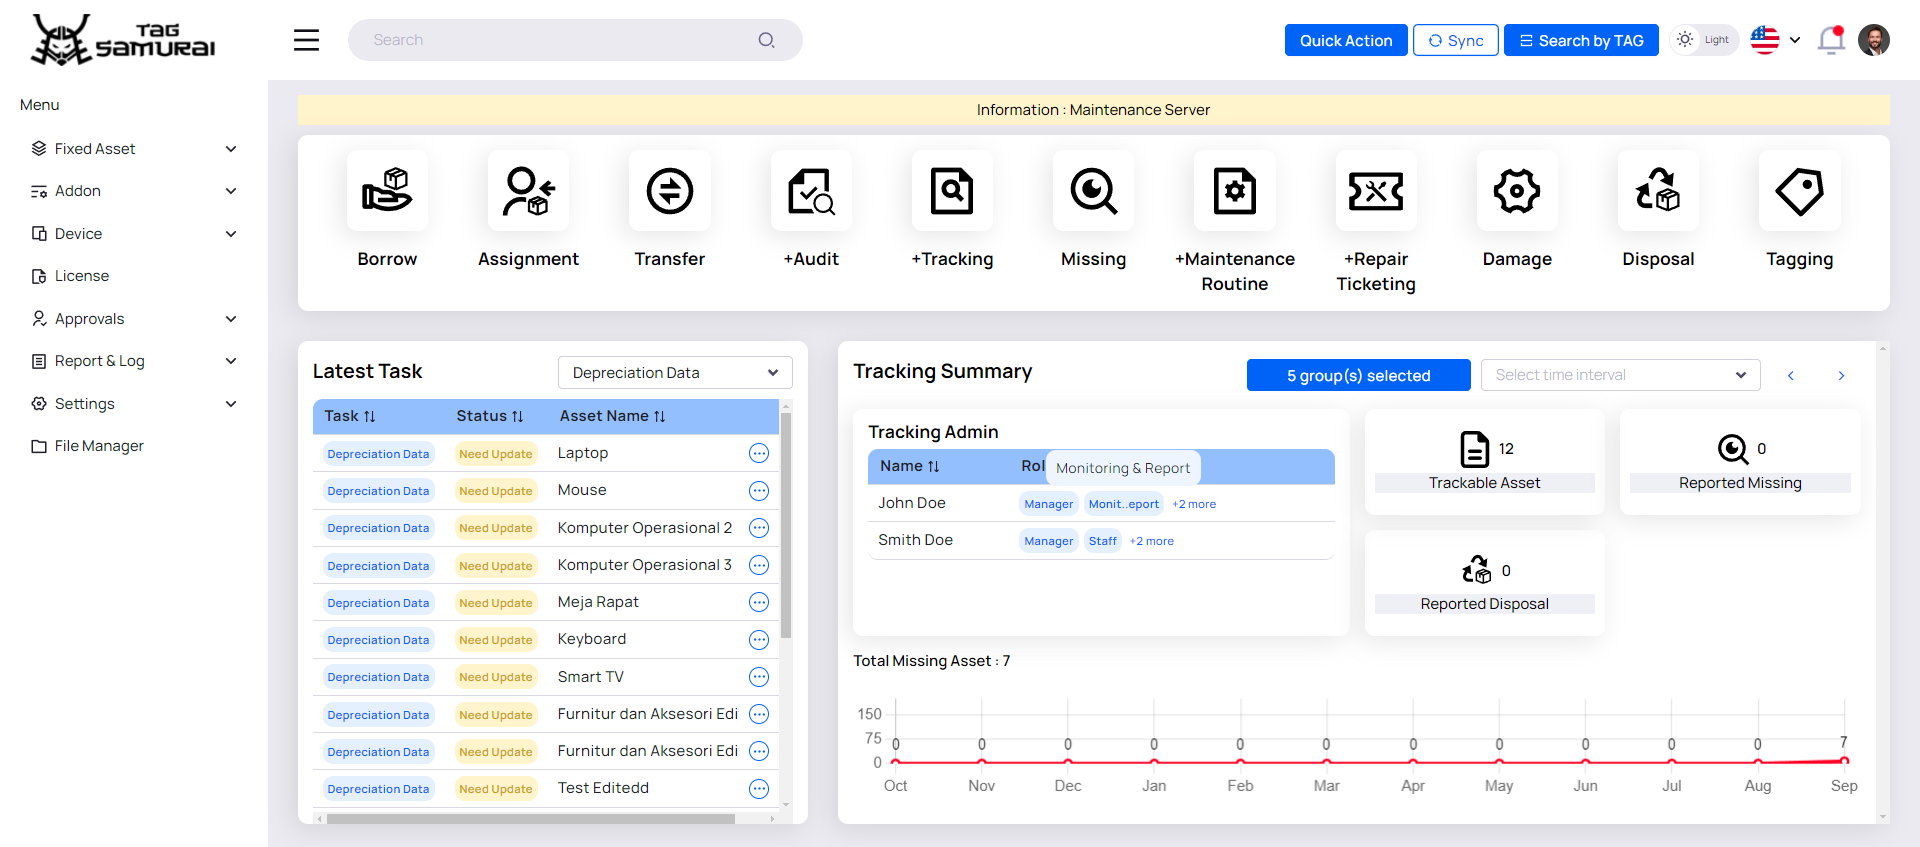 TAG
SAMURAI
Search
Quick Action
Sync
Search by TAG
Light
Menu
Fixed Asset
Addon
Device
License
Approvals
Report & Log
Settings
File Manager
Information : Maintenance Server
Borrow
Assignment
Transfer
+Audit
+Tracking
Missing
+Maintenance
Routine
+Repair
Ticketing
Damage
Disposal
Tagging
Latest Task
Depreciation Data
Task Status Asset Name
Depreciation Data Need Update Laptop
Depreciation Data Need Update Mouse
Depreciation Data Need Update Komputer Operasional 2
Depreciation Data Need Update Komputer Operasional 3
Depreciation Data Need Update Meja Rapat
Depreciation Data Need Update Keyboard
Depreciation Data Need Update Smart TV
Depreciation Data Need Update Furnitur dan Aksesori Edi
Depreciation Data Need Update Furnitur dan Aksesori Edi
Depreciation Data Need Update Test Editedd
Tracking Summary
5 group(s) selected
Select time interval
Tracking Admin
Name Rol
Monitoring & Report
John Doe Manager Monit..eport +2 more
Smith Doe Manager Staff +2 more
12
Trackable Asset
0
Reported Missing
0
Reported Disposal
Total Missing Asset : 7
150
75
0
0 0 0 0 0 0 0 0 0 0 0 7
Oct Nov Dec Jan Feb Mar Apr May Jun Jul Aug Sep